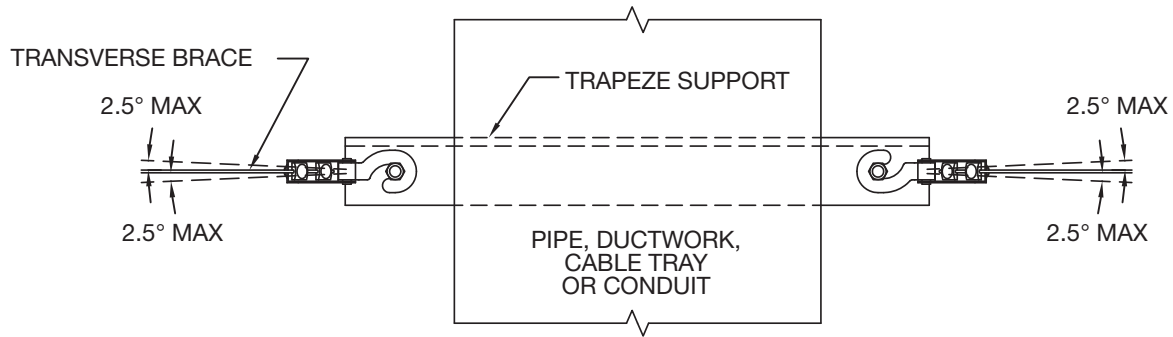 TRANSVERSE BRACE
TRAPEZE SUPPORT
2.5° MAX
2.5° MAX
2.5° MAX
2.5° MAX
PIPE, DUCTWORK,
CABLE TRAY
OR CONDUIT